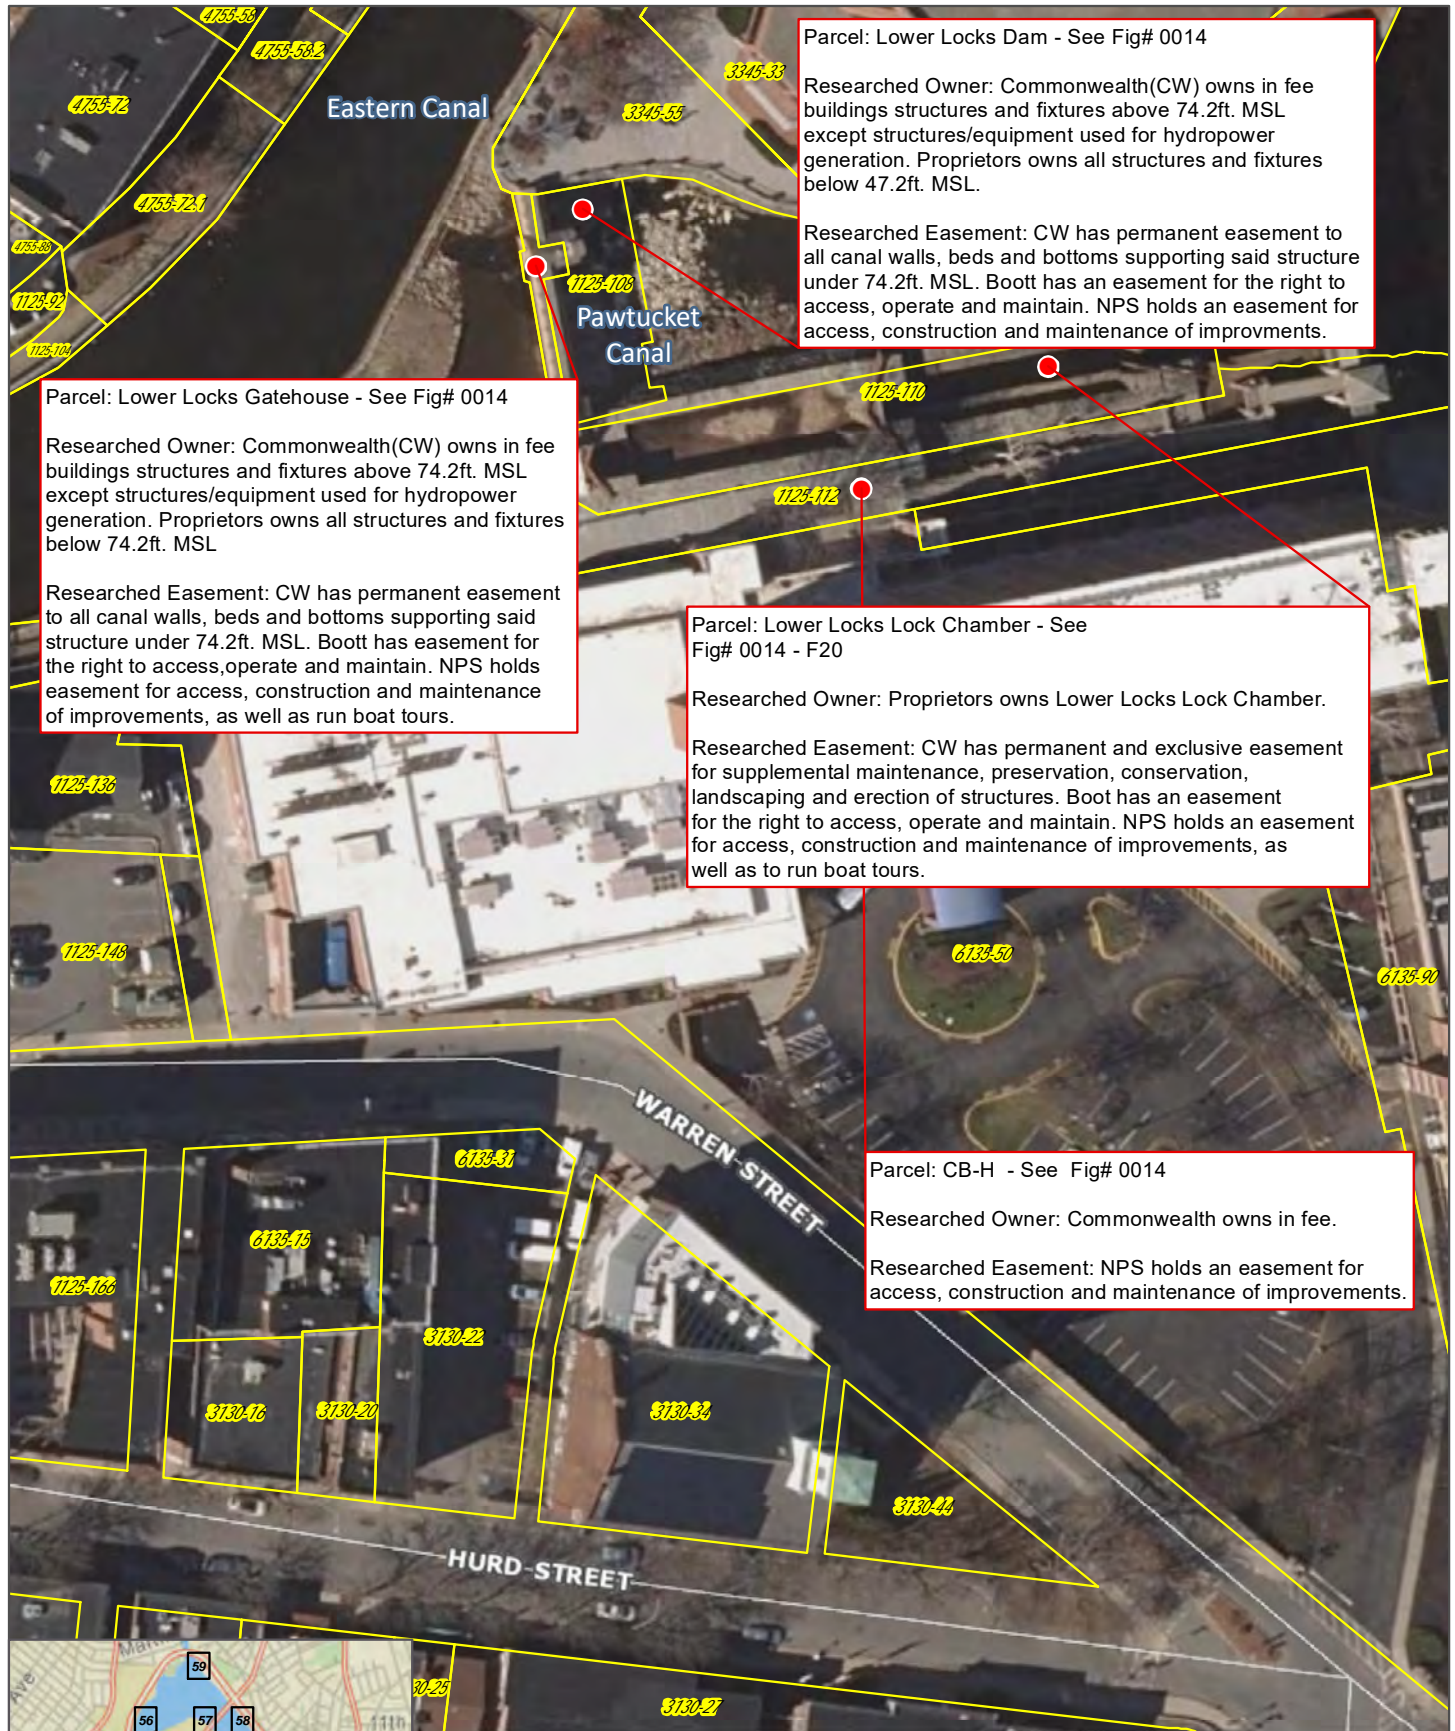 4755-58
4755-58.2
4755-72
Eastern Canal
3345-33
3345-55
4755-72.1
4755-88
1125-92
1125-104
Parcel: Lower Locks Dam - See Fig# 0014
Researched Owner: Commonwealth(CW) owns in fee
buildings structures and fixtures above 74.2ft. MSL
except structures/equipment used for hydropower
generation. Proprietors owns all structures and fixtures
below 47.2ft. MSL.
Researched Easement: CW has permanent easement to
all canal walls, beds and bottoms supporting said structure
under 74.2ft. MSL. Boott has an easement for the right to
access, operate and maintain. NPS holds an easement for
access, construction and maintenance of improvments.
1125-108
Pawtucket
Canal
1125-110
1125-112
Parcel: Lower Locks Gatehouse - See Fig# 0014
Researched Owner: Commonwealth(CW) owns in fee
buildings structures and fixtures above 74.2ft. MSL
except structures/equipment used for hydropower
generation. Proprietors owns all structures and fixtures
below 74.2ft. MSL
Researched Easement: CW has permanent easement
to all canal walls, beds and bottoms supporting said
structure under 74.2ft. MSL. Boott has easement for
the right to access,operate and maintain. NPS holds
easement for access, construction and maintenance
of improvements, as well as run boat tours.
Parcel: Lower Locks Lock Chamber - See
Fig# 0014 - F20
Researched Owner: Proprietors owns Lower Locks Lock Chamber.
Researched Easement: CW has permanent and exclusive easement
for supplemental maintenance, preservation, conservation,
landscaping and erection of structures. Boot has an easement
for the right to access, operate and maintain. NPS holds an easement
for access, construction and maintenance of improvements, as
well as to run boat tours.
1125-136
1125-148
6135-50
6135-90
WARREN STREET
6135-31
6135-15
1125-166
3130-22
3130-16
3130-20
3130-34
3130-44
Parcel: CB-H - See Fig# 0014
Researched Owner: Commonwealth owns in fee.
Researched Easement: NPS holds an easement for
access, construction and maintenance of improvements.
HURD STREET
30-25
3130-27
Ave
59
56
57
58
11th